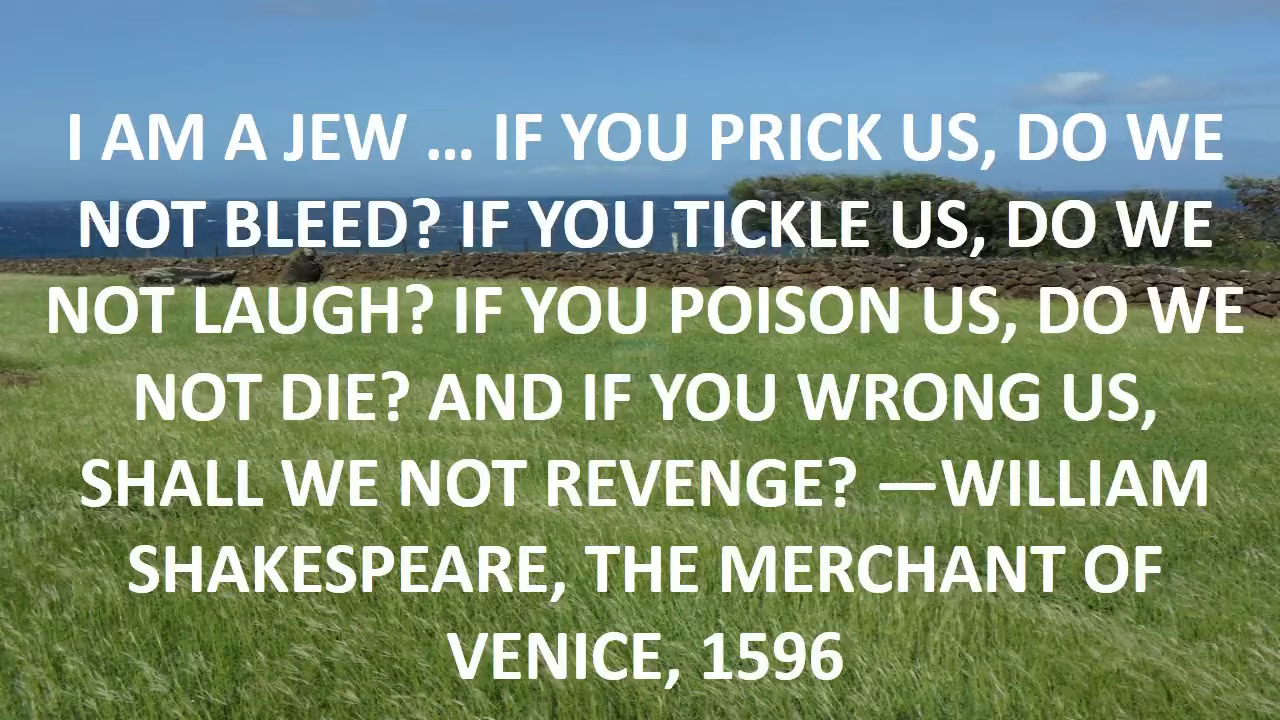 I AM A JEW … IF YOU PRICK US, DO WE
NOT BLEED? IF YOU TICKLE US, DO WE
NOT LAUGH? IF YOU POISON US, DO WE
NOT DIE? AND IF YOU WRONG US,
SHALL WE NOT REVENGE? —WILLIAM
SHAKESPEARE, THE MERCHANT OF
VENICE, 1596